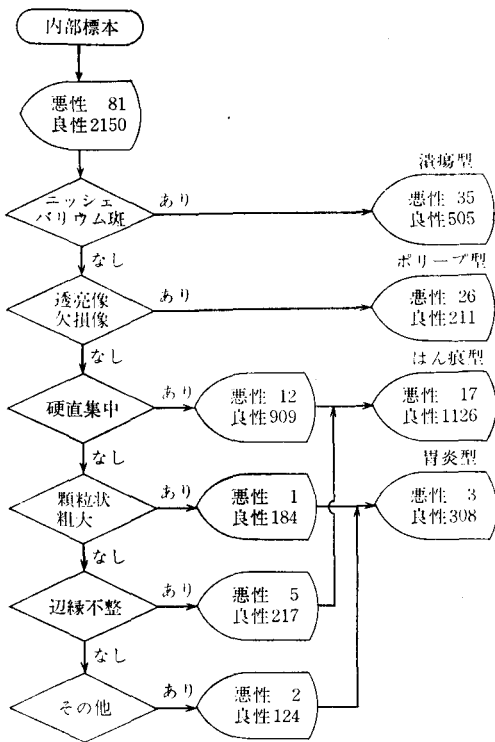 内部標本
悪性 81
良性2150
潰瘍型
ニッシェ
バリウム斑
あり
悪性 35
良性505
なし
ポリープ型
透亮像
欠損像
あり
悪性 26
良性211
なし
はん痕型
硬直集中
あり
悪性 12
良性909
悪性 17
良性1126
なし
胃炎型
顆粒状
粗大
あり
悪性 1
良性184
悪性 3
良性308
なし
辺縁不整
あり
悪性 5
良性217
なし
その他
あり
悪性 2
良性124